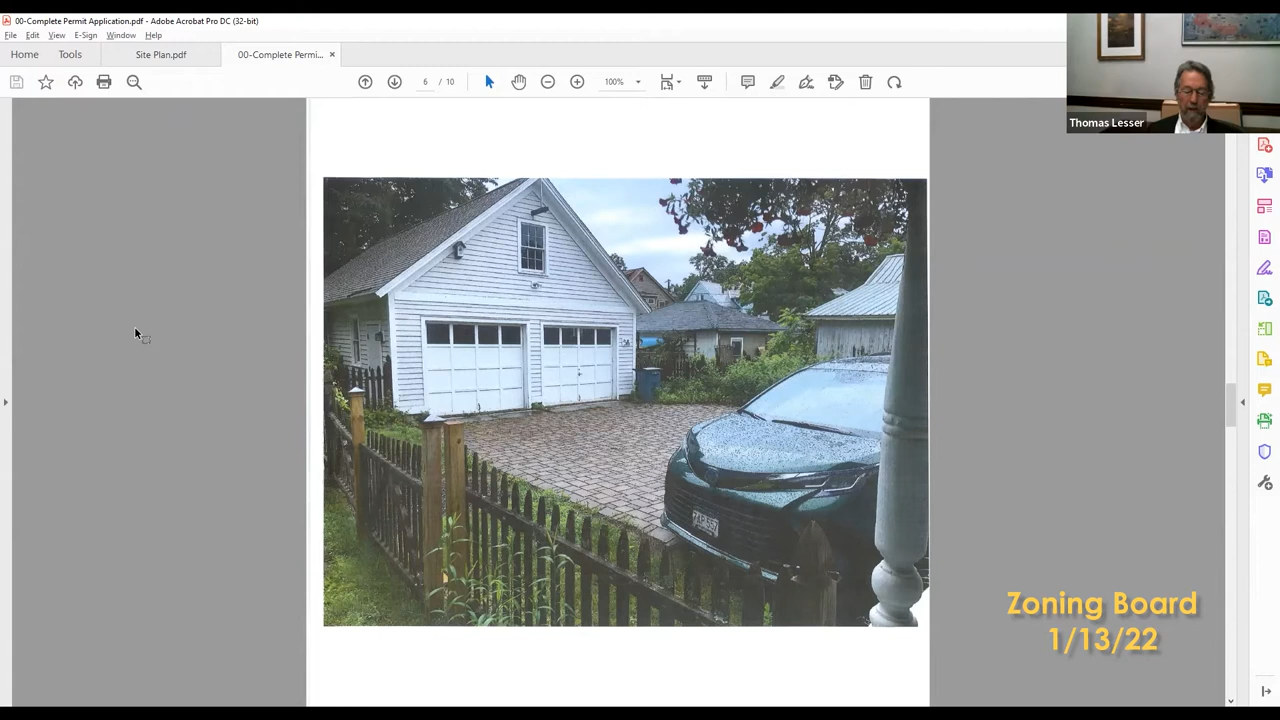 00-Complete Permit Application.pdf - Adobe Acrobat Pro DC (32-bit)
File Edit View E-Sign Window Help
Home Tools Site Plan.pdf 00-Complete Permi... ×
6 / 10 100%
Thomas Lesser
Zoning Board
1/13/22